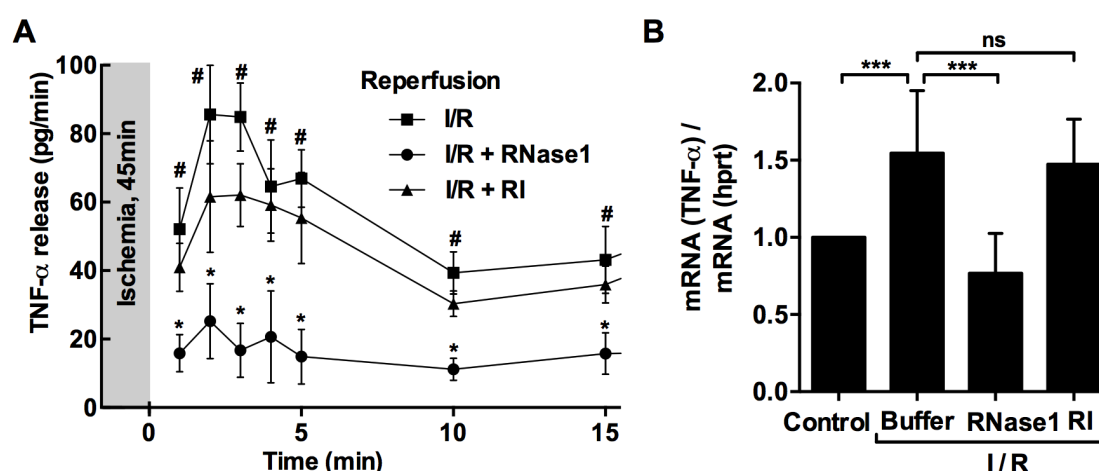 A
TNF-α release (pg/min)
100
80
60
40
20
0
Ischemia, 45min
# # # # # # #
* * * * * * *
Reperfusion
I/R
I/R + RNase1
I/R + RI
0 5 10 15
Time (min)
B
mRNA (TNF-α) /
mRNA (hprt)
2.0
1.5
1.0
0.5
0.0
ns
*** ***
Control Buffer RNase1 RI
I / R